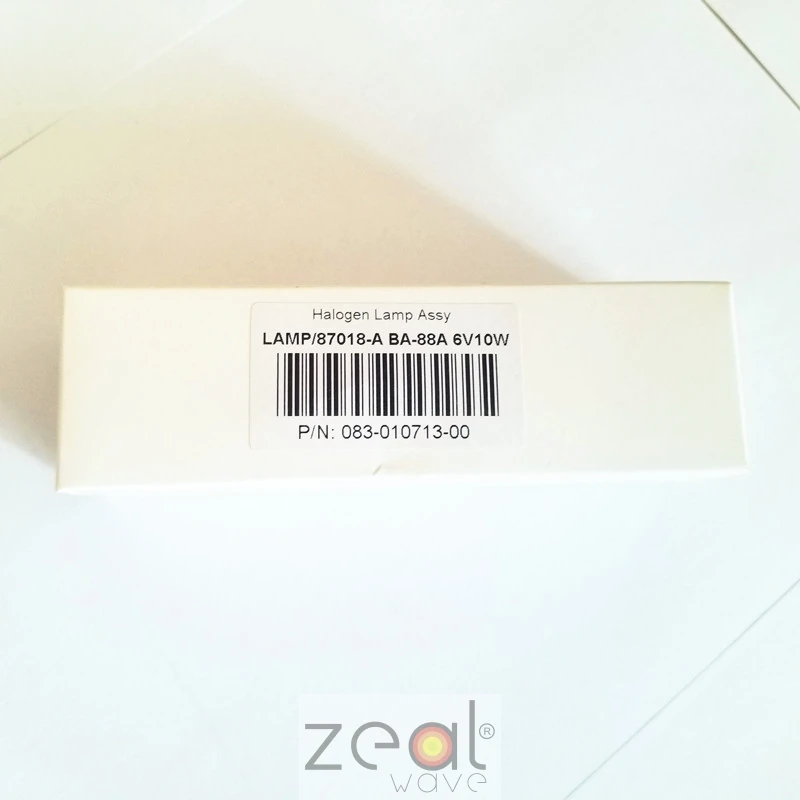 Halogen Lamp Assy
LAMP/87018-A BA-88A 6V10W
P/N: 083-010713-00
zeal®
wave